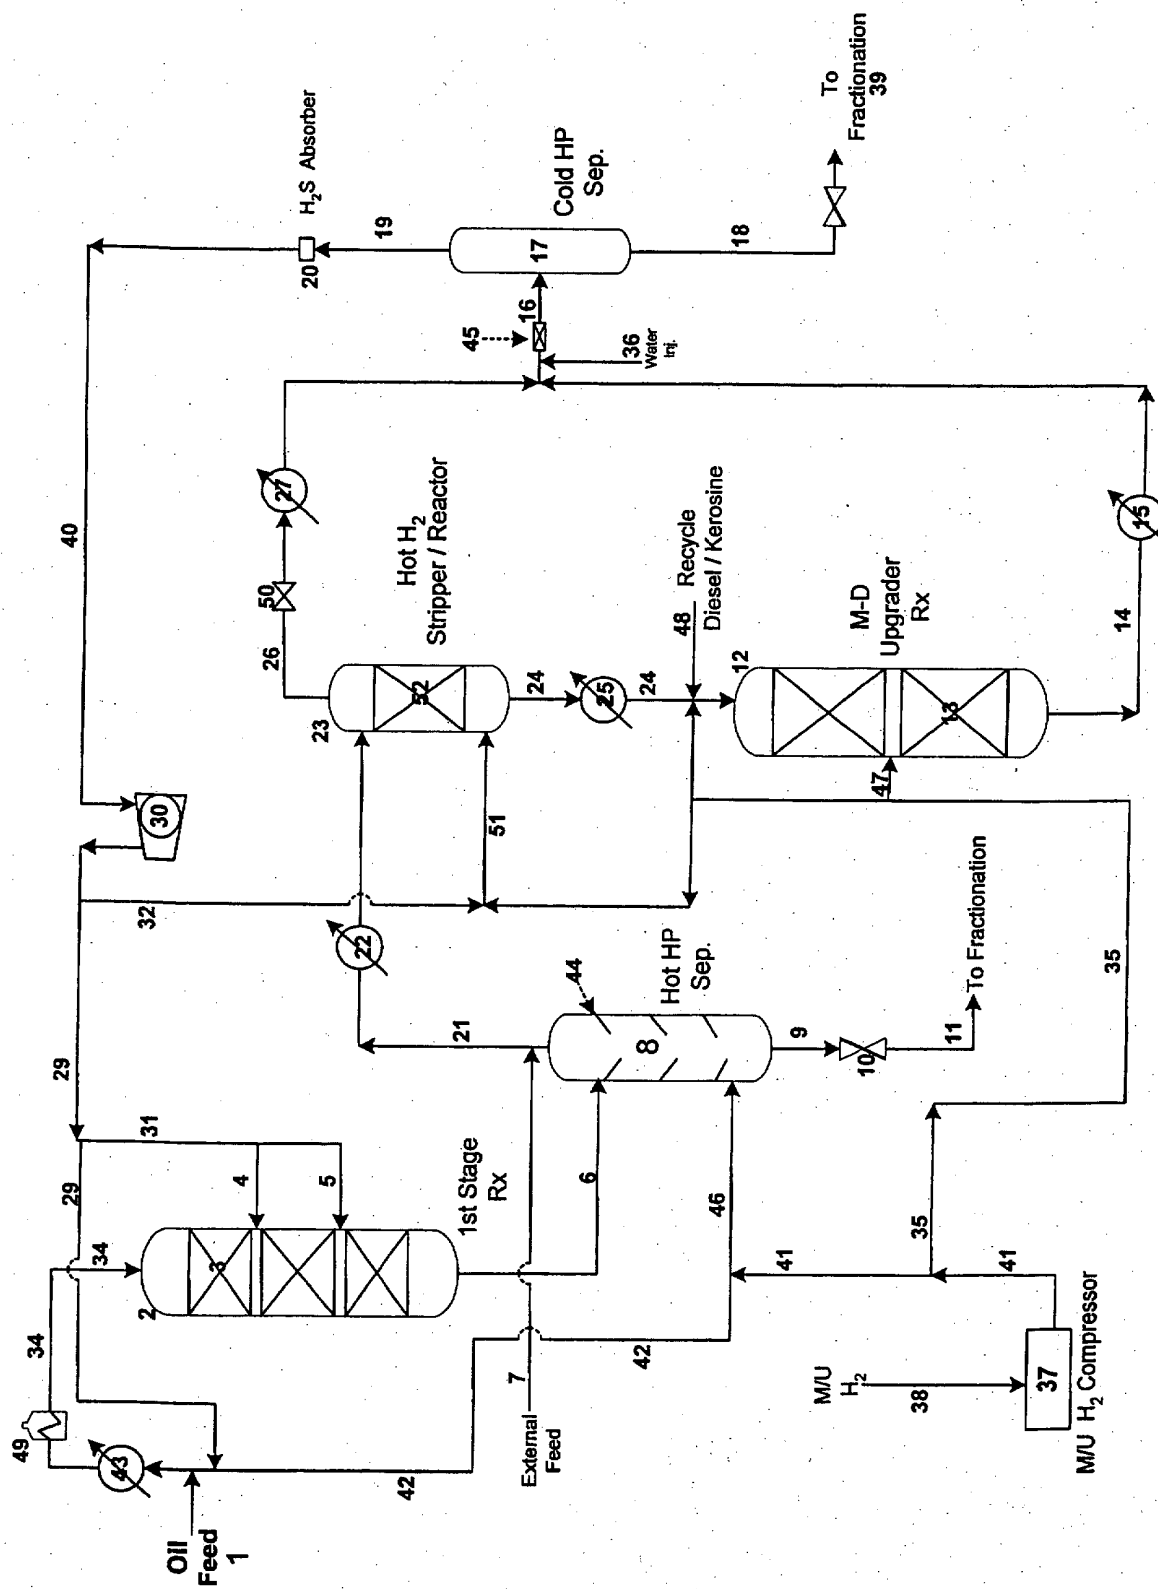 49
34
34
29
29
40
2
31
32
30
43
3
Oil
Feed
1
4
5
26
50
27
20
H₂S Absorber
42
21
22
23
19
1st Stage
Rx
52
Hot H₂
Stripper / Reactor
45
16
17
External
Feed
7
6
44
51
24
25
24
Cold HP
Sep.
8
Hot HP
Sep.
36
Water
Inj.
42
46
9
48
Recycle
Diesel / Kerosine
18
12
10
41
M/U
H₂
38
47
13
M-D
Upgrader
Rx
To
Fractionation
39
35
11
To Fractionation
37
41
M/U H₂ Compressor
35
14
15